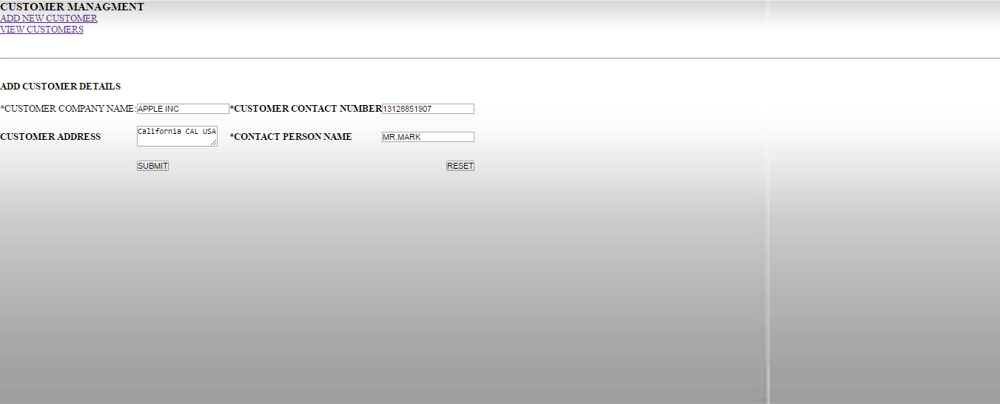 CUSTOMER MANAGMENT
ADD NEW CUSTOMER
VIEW CUSTOMERS
ADD CUSTOMER DETAILS
*CUSTOMER COMPANY NAME: APPLE INC *CUSTOMER CONTACT NUMBER 13128851907
CUSTOMER ADDRESS California CAL USA *CONTACT PERSON NAME MR.MARK
SUBMIT RESET